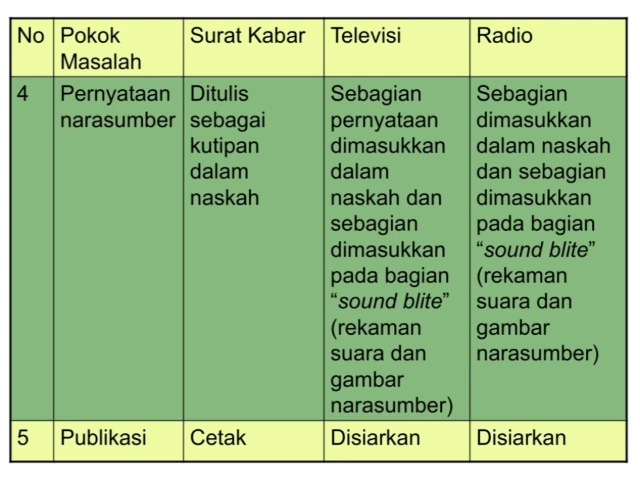 No Pokok Masalah Surat Kabar Televisi Radio
4 Pernyataan narasumber Ditulis sebagai kutipan dalam naskah Sebagian pernyataan dimasukkan dalam naskah dan sebagian dimasukkan pada bagian “sound blite” (rekaman suara dan gambar narasumber) Sebagian dimasukkan dalam naskah dan sebagian dimasukkan pada bagian “sound blite” (rekaman suara dan gambar narasumber)
5 Publikasi Cetak Disiarkan Disiarkan